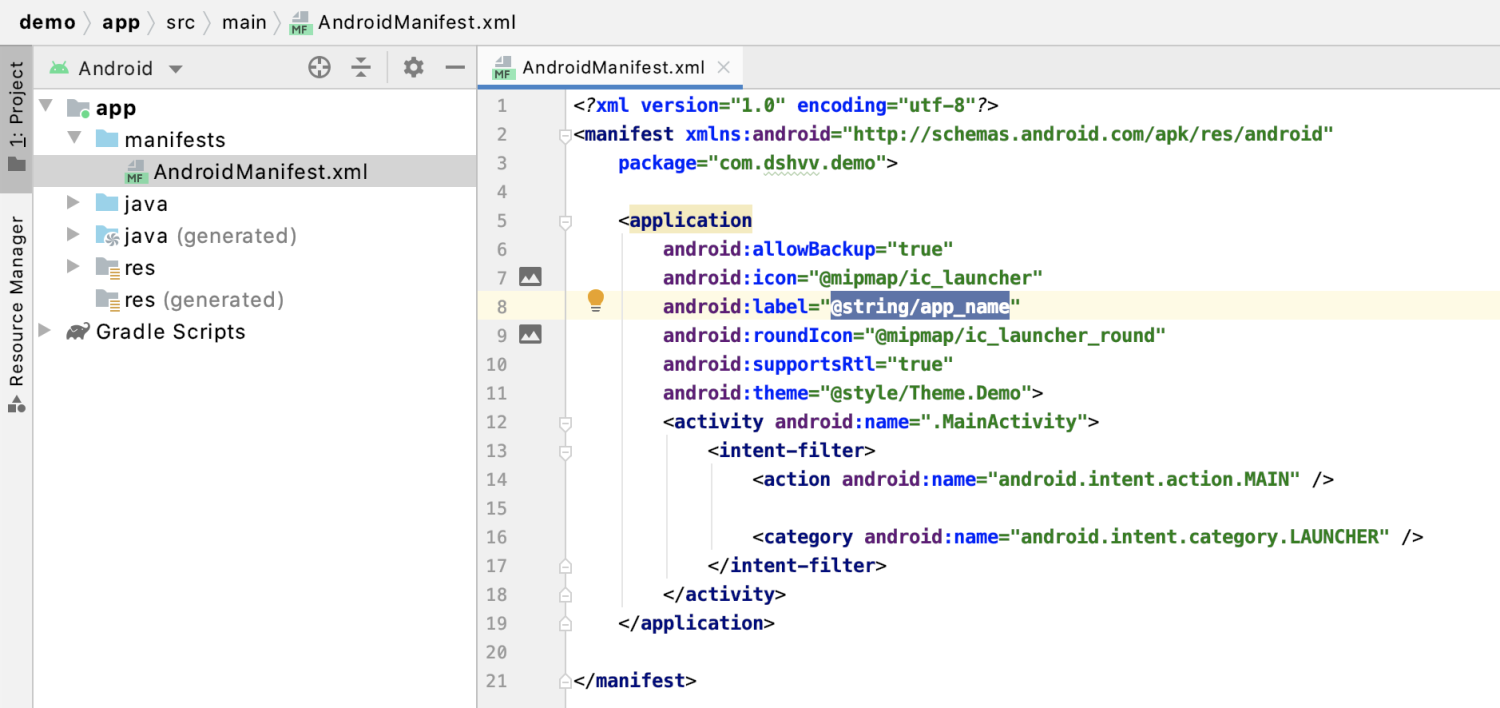 demo app src main AndroidManifest.xml
1: Project
Resource Manager
Android
app
manifests
AndroidManifest.xml
java
java (generated)
res
res (generated)
Gradle Scripts
AndroidManifest.xml
1 <?xml version="1.0" encoding="utf-8"?>
2 <manifest xmlns:android="http://schemas.android.com/apk/res/android"
3     package="com.dshvv.demo">
4
5     <application
6         android:allowBackup="true"
7         android:icon="@mipmap/ic_launcher"
8         android:label="@string/app_name"
9         android:roundIcon="@mipmap/ic_launcher_round"
10         android:supportsRtl="true"
11         android:theme="@style/Theme.Demo">
12         <activity android:name=".MainActivity">
13             <intent-filter>
14                 <action android:name="android.intent.action.MAIN" />
15
16                 <category android:name="android.intent.category.LAUNCHER" />
17             </intent-filter>
18         </activity>
19     </application>
20
21 </manifest>